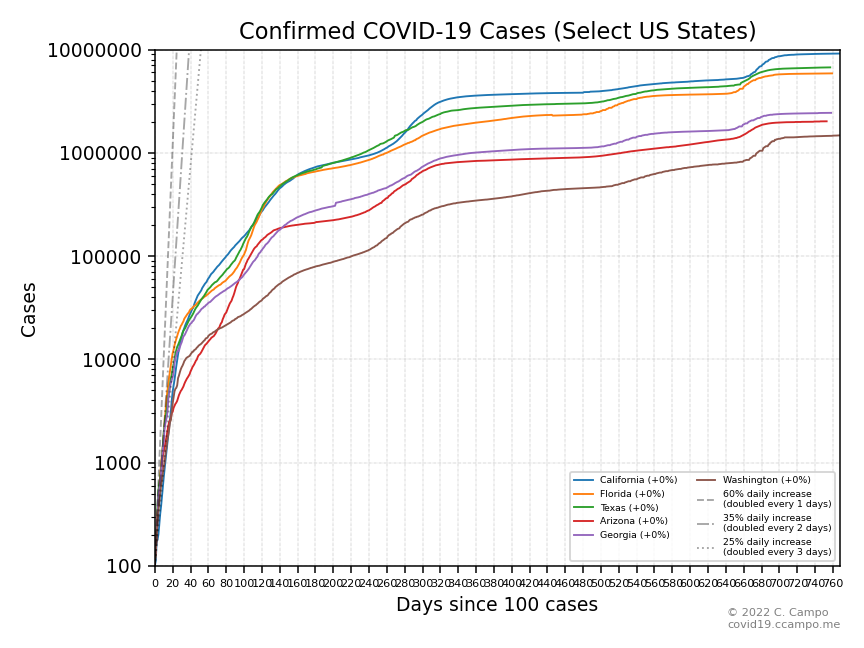 Confirmed COVID-19 Cases (Select US States)
10000000
1000000
100000
10000
1000
100
Cases
California (+0%)
Florida (+0%)
Texas (+0%)
Arizona (+0%)
Georgia (+0%)
Washington (+0%)
60% daily increase
(doubled every 1 days)
35% daily increase
(doubled every 2 days)
25% daily increase
(doubled every 3 days)
0 20 40 60 80 100 120 140 160 180 200 220 240 260 280 300 320 340 360 380 400 420 440 460 480 500 520 540 560 580 600 620 640 660 680 700 720 740 760
Days since 100 cases
© 2022 C. Campo
covid19.ccampo.me